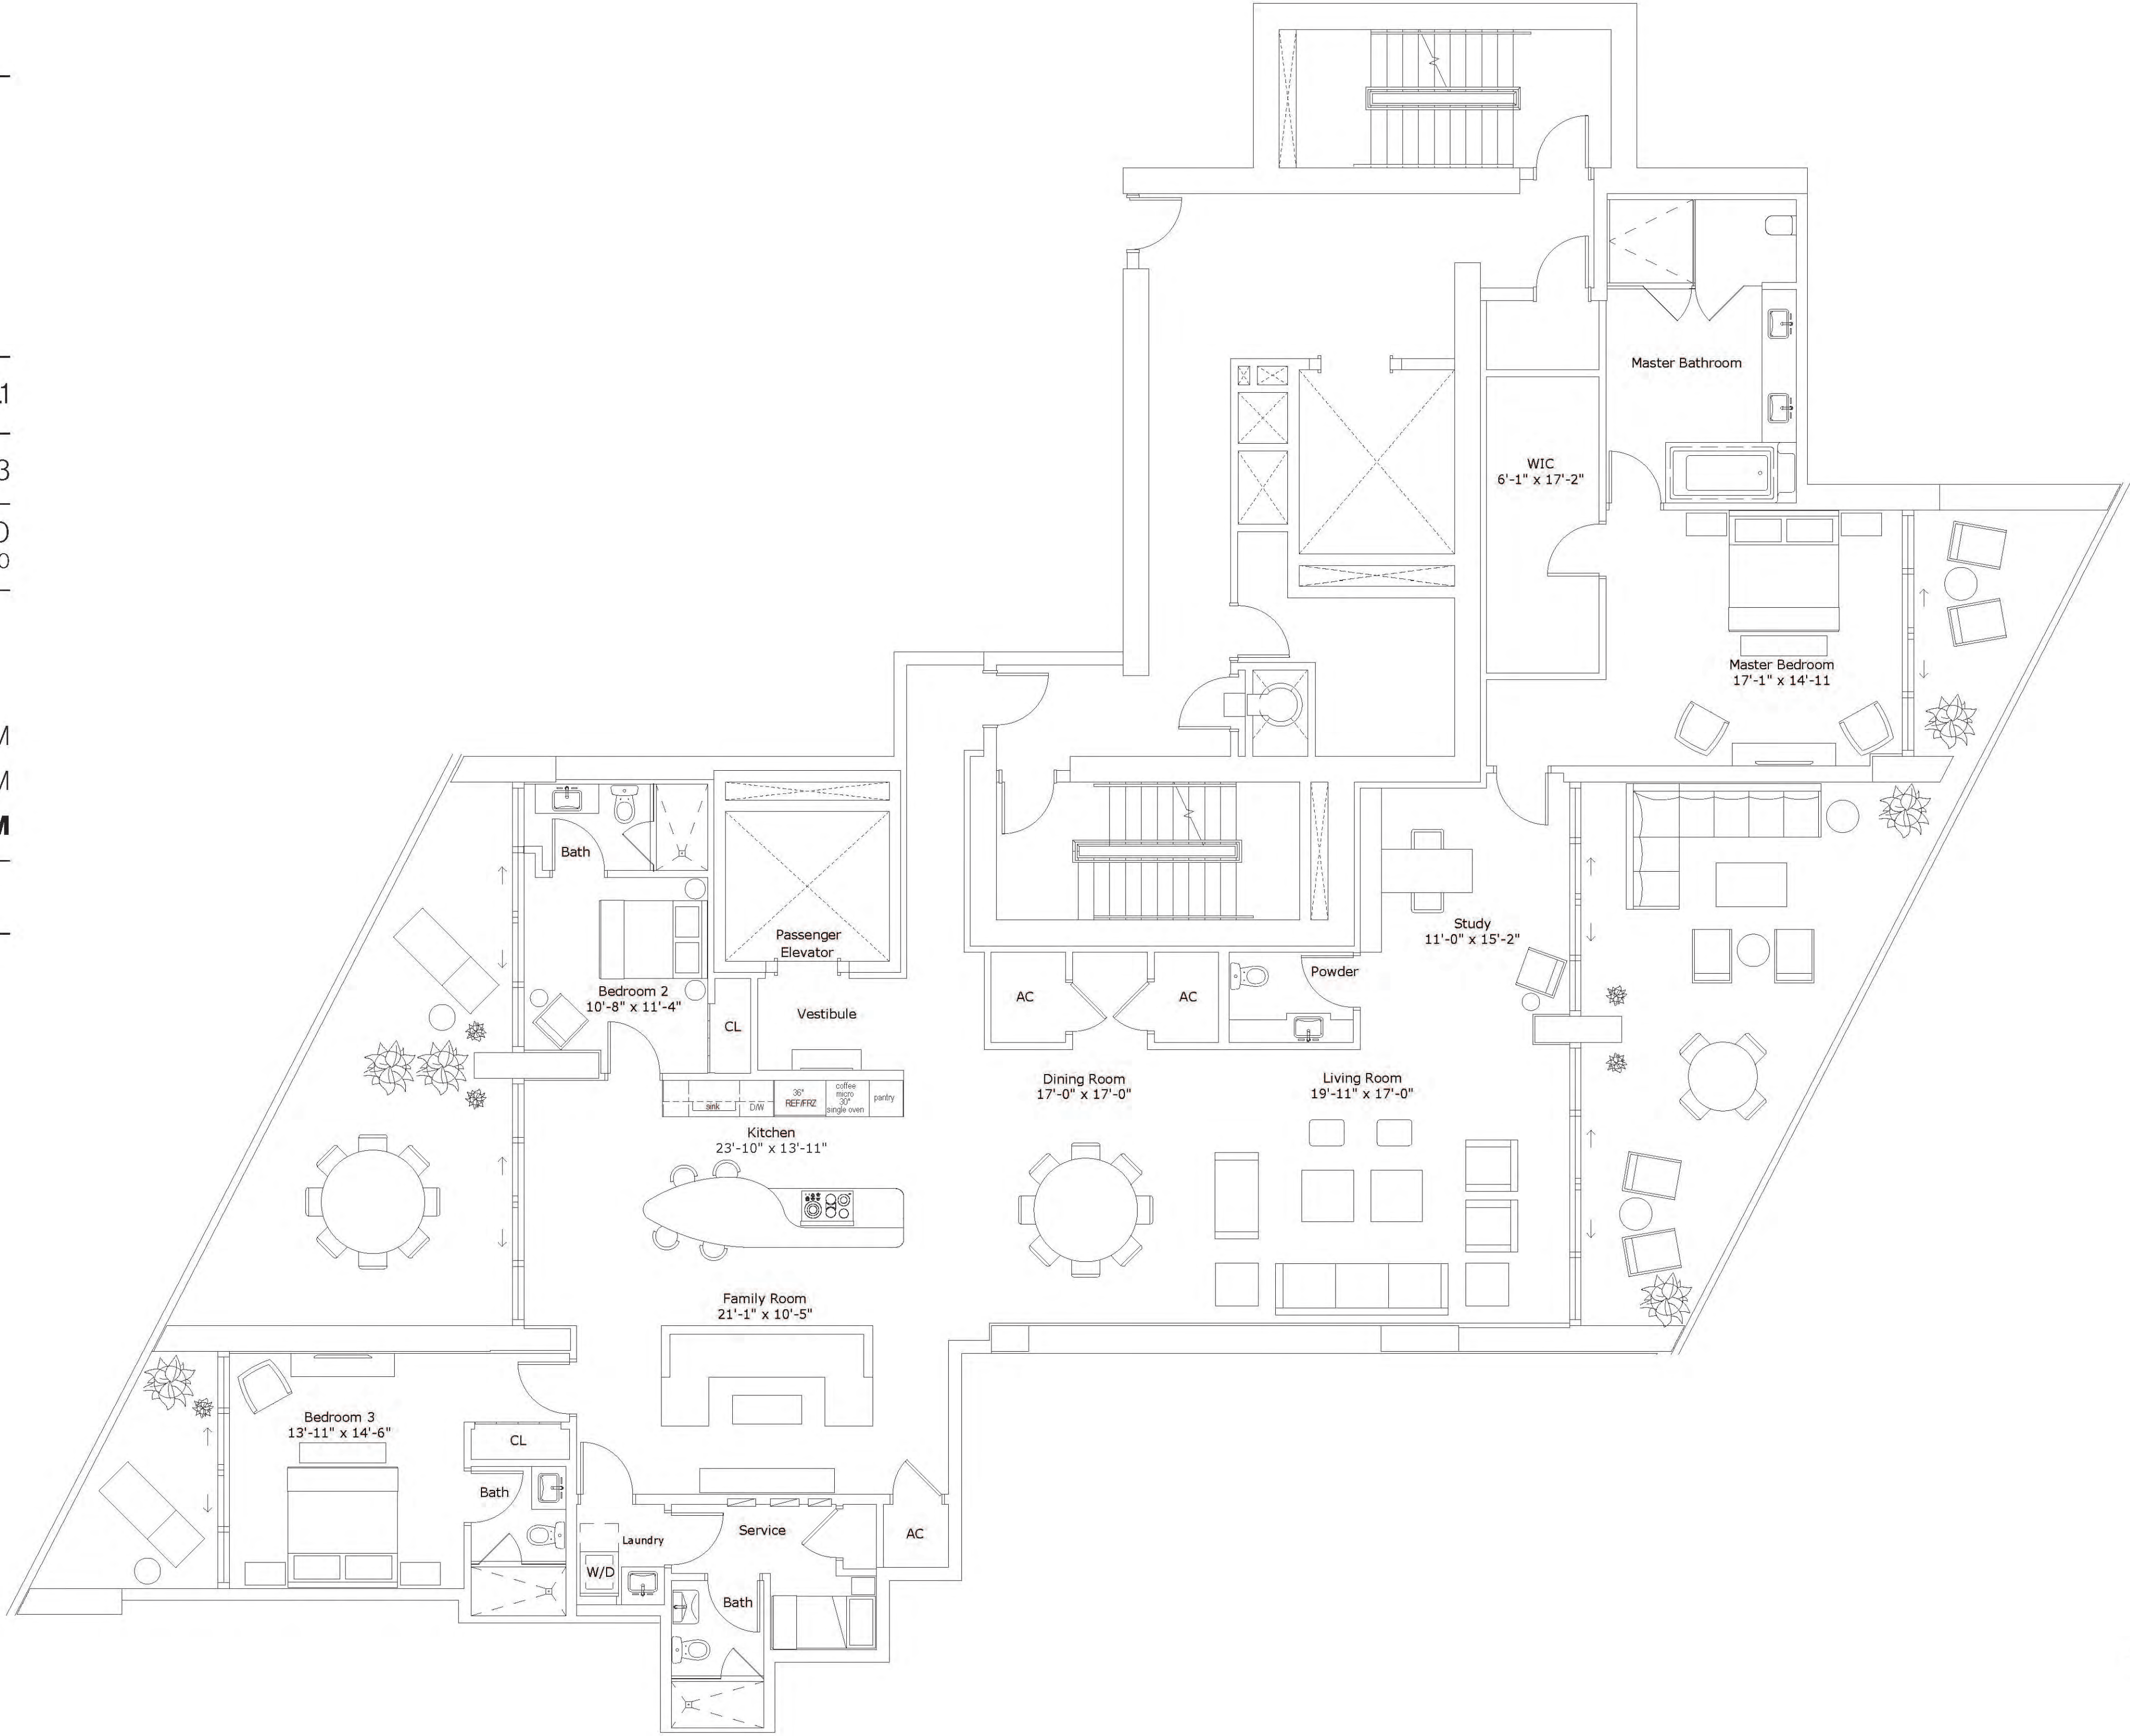 .1
3
O
o
M
M
M
Master Bathroom
WIC
6'-1" x 17'-2"
Master Bedroom
17'-1" x 14'-11
Bath
Passenger
Elevator
Study
11'-0" x 15'-2"
Bedroom 2
10'-8" x 11'-4"
CL
Vestibule
AC
AC
Powder
Dining Room
17'-0" x 17'-0"
Living Room
19'-11" x 17'-0"
sink
D/W
36"
REF/FRZ
coffee
micro
30"
single oven
pantry
Kitchen
23'-10" x 13'-11"
Family Room
21'-1" x 10'-5"
Bedroom 3
13'-11" x 14'-6"
CL
Bath
Laundry
Service
AC
W/D
Bath